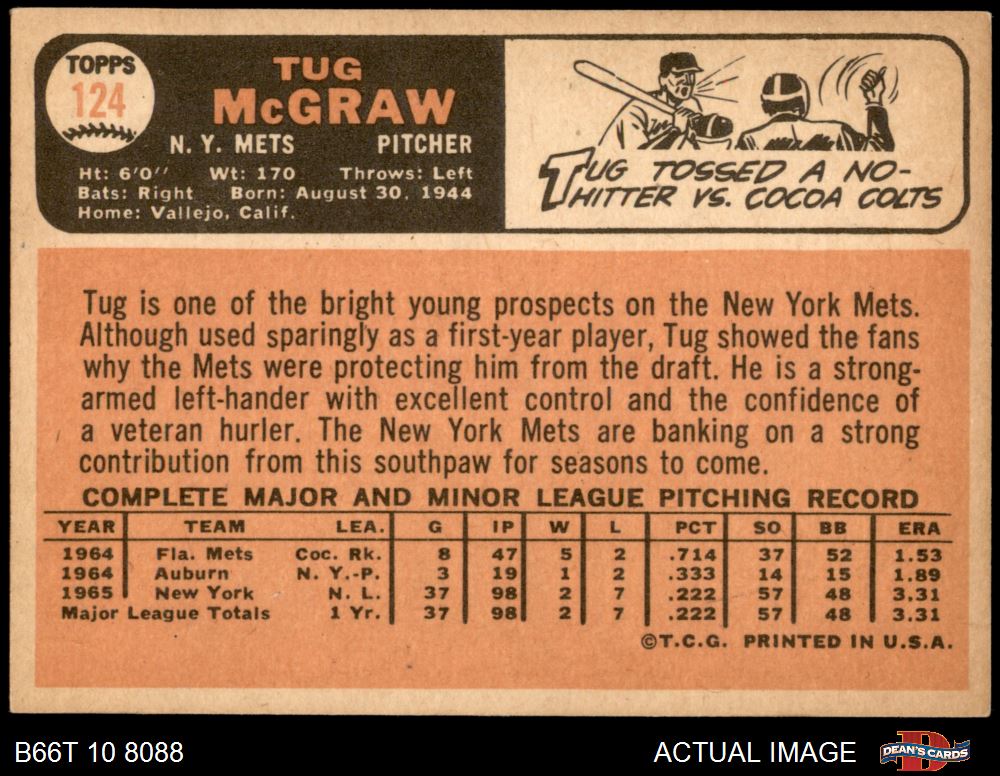 TOPPS
124
TUG
McGRAW
N. Y. METS PITCHER
Ht: 6'0'' Wt: 170 Throws: Left
Bats: Right Born: August 30, 1944
Home: Vallejo, Calif.
TUG TOSSED A NO-
HITTER VS. COCOA COLTS
Tug is one of the bright young prospects on the New York Mets.
Although used sparingly as a first-year player, Tug showed the fans
why the Mets were protecting him from the draft. He is a strong-
armed left-hander with excellent control and the confidence of
a veteran hurler. The New York Mets are banking on a strong
contribution from this southpaw for seasons to come.
COMPLETE MAJOR AND MINOR LEAGUE PITCHING RECORD
YEAR TEAM LEA. G IP W L PCT SO BB ERA
1964 Fla. Mets Coc. Rk. 8 47 5 2 .714 37 52 1.53
1964 Auburn N. Y.-P. 3 19 1 2 .333 14 15 1.89
1965 New York N. L. 37 98 2 7 .222 57 48 3.31
Major League Totals 1 Yr. 37 98 2 7 .222 57 48 3.31
©T.C.G. PRINTED IN U.S.A.
B66T 10 8088 ACTUAL IMAGE DEAN'S CARDS